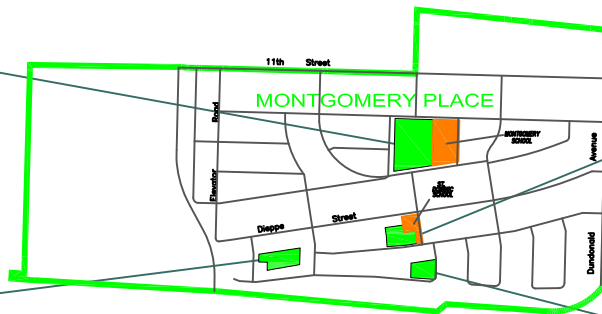 11th Street
MONTGOMERY PLACE
Road
MONTGOMERY
SCHOOL
Avenue
Elevator
ST.
SCHOOL
Dieppe Street
Dundonald